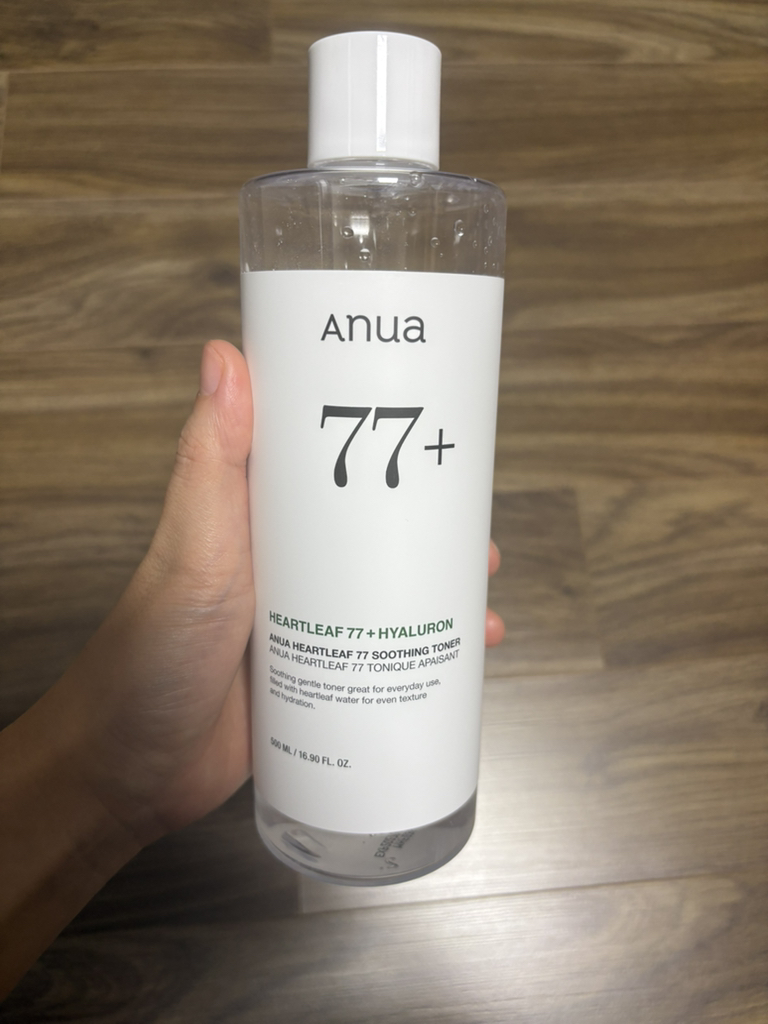 Anua
77+
HEARTLEAF 77 + HYALURON
ANUA HEARTLEAF 77 SOOTHING TONER
ANUA HEARTLEAF 77 TONIQUE APAISANT
Soothing gentle toner great for everyday use,
filled with heartleaf water for even texture
and hydration.
500 ML / 16.90 FL. OZ.